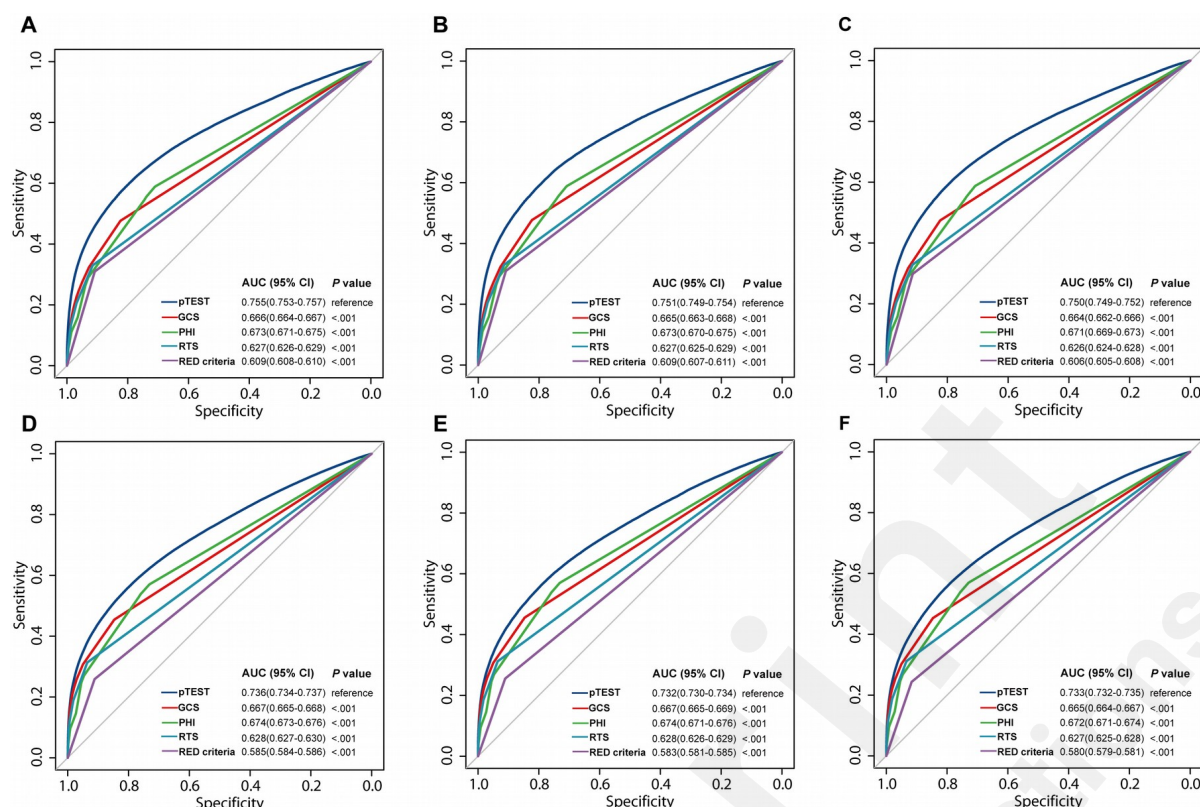 A
1.0
0.8
0.6
0.4
0.2
0.0
Sensitivity
AUC (95% CI) P value
pTEST 0.755(0.753-0.757) reference
GCS 0.666(0.664-0.667) <.001
PHI 0.673(0.671-0.675) <.001
RTS 0.627(0.626-0.629) <.001
RED criteria 0.609(0.608-0.610) <.001
1.0 0.8 0.6 0.4 0.2 0.0
Specificity
B
1.0
0.8
0.6
0.4
0.2
0.0
Sensitivity
AUC (95% CI) P value
pTEST 0.751(0.749-0.754) reference
GCS 0.665(0.663-0.668) <.001
PHI 0.673(0.670-0.675) <.001
RTS 0.627(0.625-0.629) <.001
RED criteria 0.609(0.607-0.611) <.001
1.0 0.8 0.6 0.4 0.2 0.0
Specificity
C
1.0
0.8
0.6
0.4
0.2
0.0
Sensitivity
AUC (95% CI) P value
pTEST 0.750(0.749-0.752) reference
GCS 0.664(0.662-0.666) <.001
PHI 0.671(0.669-0.673) <.001
RTS 0.626(0.624-0.628) <.001
RED criteria 0.606(0.605-0.608) <.001
1.0 0.8 0.6 0.4 0.2 0.0
Specificity
D
1.0
0.8
0.6
0.4
0.2
0.0
Sensitivity
AUC (95% CI) P value
pTEST 0.736(0.734-0.737) reference
GCS 0.667(0.665-0.668) <.001
PHI 0.674(0.673-0.676) <.001
RTS 0.628(0.627-0.630) <.001
RED criteria 0.585(0.584-0.586) <.001
1.0 0.8 0.6 0.4 0.2 0.0
Specificity
E
1.0
0.8
0.6
0.4
0.2
0.0
Sensitivity
AUC (95% CI) P value
pTEST 0.732(0.730-0.734) reference
GCS 0.667(0.665-0.669) <.001
PHI 0.674(0.671-0.676) <.001
RTS 0.628(0.626-0.629) <.001
RED criteria 0.583(0.581-0.585) <.001
1.0 0.8 0.6 0.4 0.2 0.0
Specificity
F
1.0
0.8
0.6
0.4
0.2
0.0
Sensitivity
AUC (95% CI) P value
pTEST 0.733(0.732-0.735) reference
GCS 0.665(0.664-0.667) <.001
PHI 0.672(0.671-0.674) <.001
RTS 0.627(0.625-0.628) <.001
RED criteria 0.580(0.579-0.581) <.001
1.0 0.8 0.6 0.4 0.2 0.0
Specificity